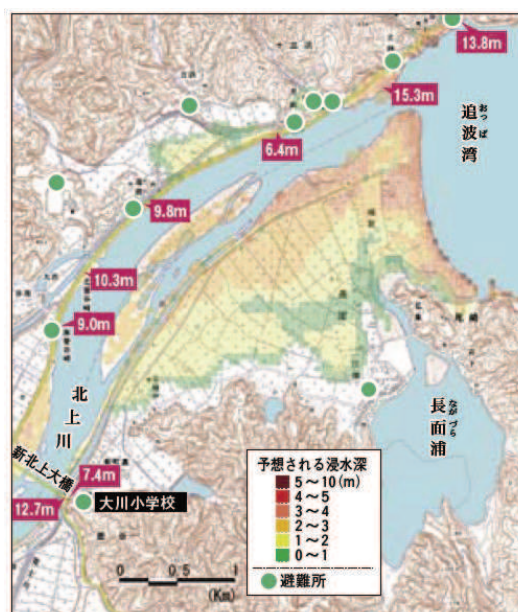 13.8m
15.3m
追波湾
おっぱ
6.4m
9.8m
10.3m
9.0m
北上川
長面浦
ながづら
尾崎
新北上大橋
7.4m
大川小学校
12.7m
予想される浸水深
5～10(m)
4～5
3～4
2～3
1～2
0～1
避難所
0 0.5 1
(Km)